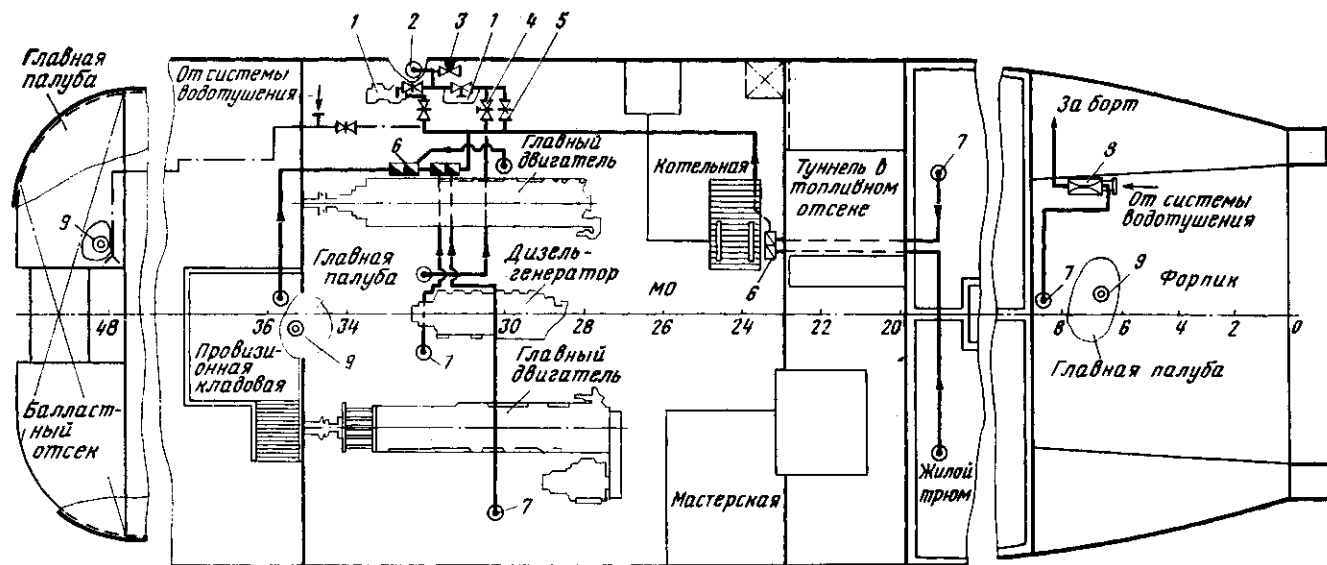 1
2
3
1
4
5
Главная
палуба
От системы
водотушения
За борт
8
6
Главный
двигатель
Котельная
Туннель в
топливном
отсеке
7
От системы
водотушения
9
Главная
палуба
Дизель-
генератор
МО
6
7
9
Форпик
48
36
34
30
28
26
24
22
20
8
6
4
2
0
9
7
Провизи-
онная
кладовая
Главный
двигатель
Главная палуба
Балласт-
ный
отсек
7
Мастерская
7
Жилой
трюм